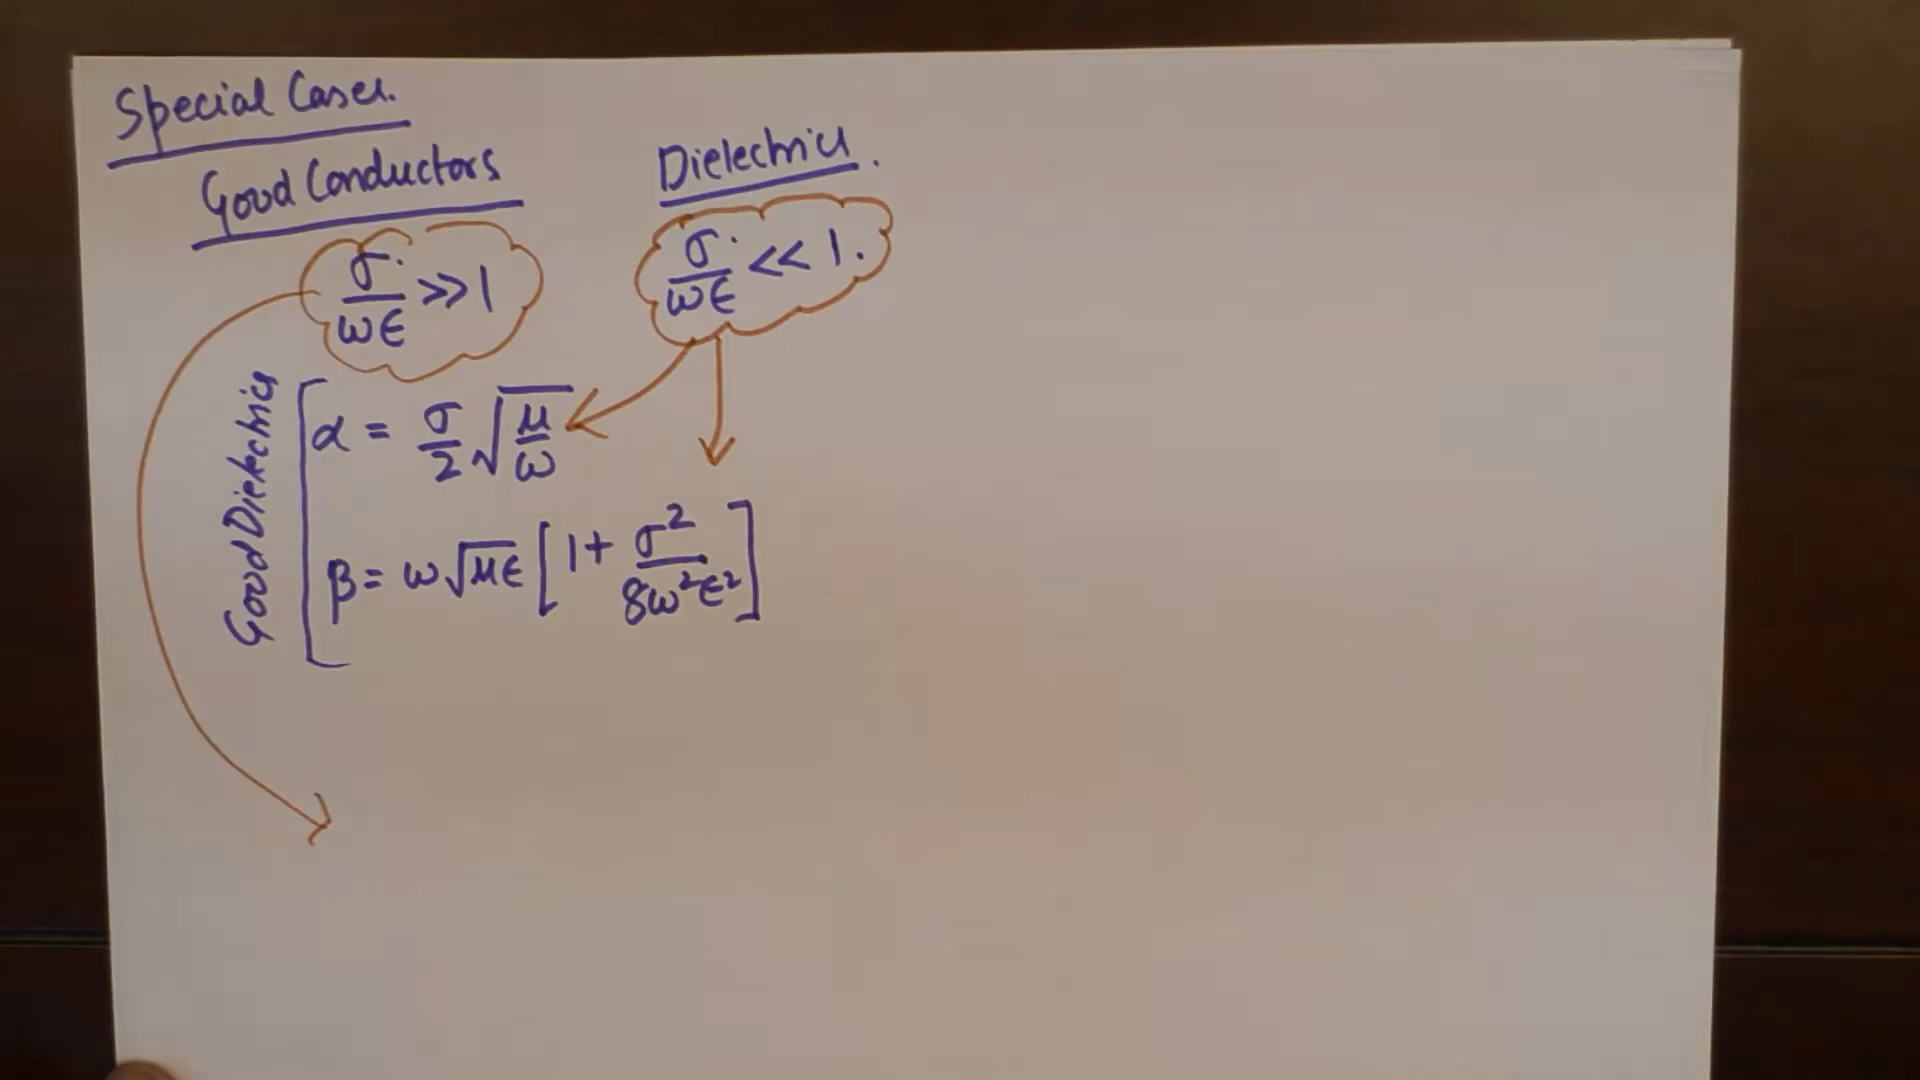 Special Cases.
Good Conductors
Dielectrics.
σ/ωϵ >> 1
σ/ωϵ << 1.
Good Dielectrics
α = σ/2 √(μ/ω)
β = ω√μϵ [1 + σ²/8ω²ϵ²]